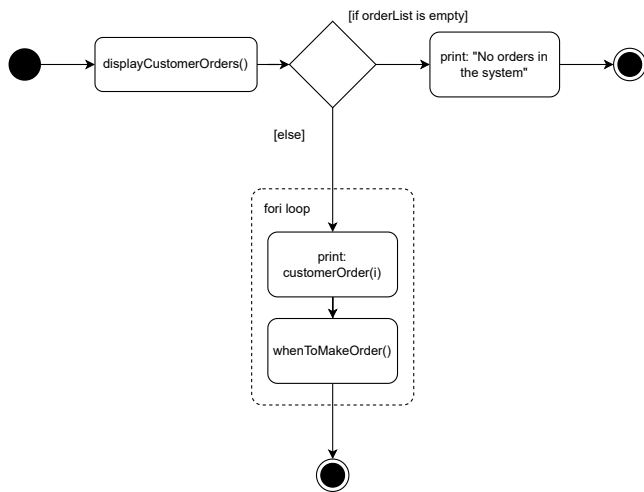 [if orderList is empty]
displayCustomerOrders()
print: "No orders in
the system"
[else]
fori loop
print:
customerOrder(i)
whenToMakeOrder()